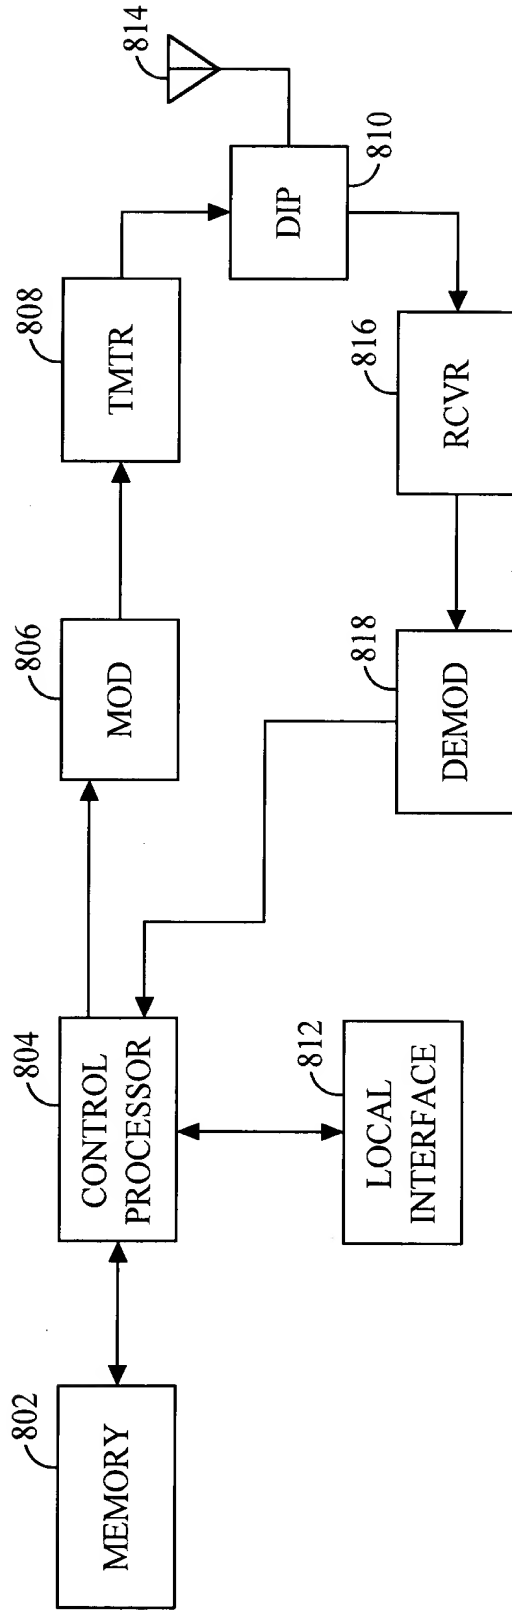 802
MEMORY
804
CONTROL
PROCESSOR
812
LOCAL
INTERFACE
806
MOD
808
TMTR
814
DIP
810
816
RCVR
818
DEMOD